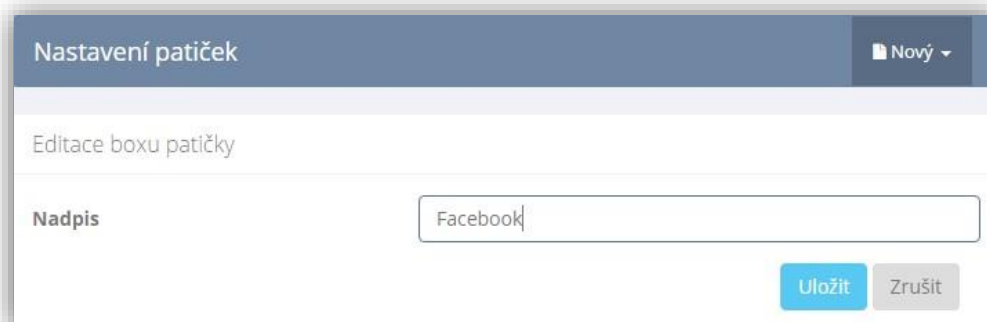 Nastavení patiček
Nový
Editace boxu patičky
Nadpis
Facebook
Uložit
Zrušit